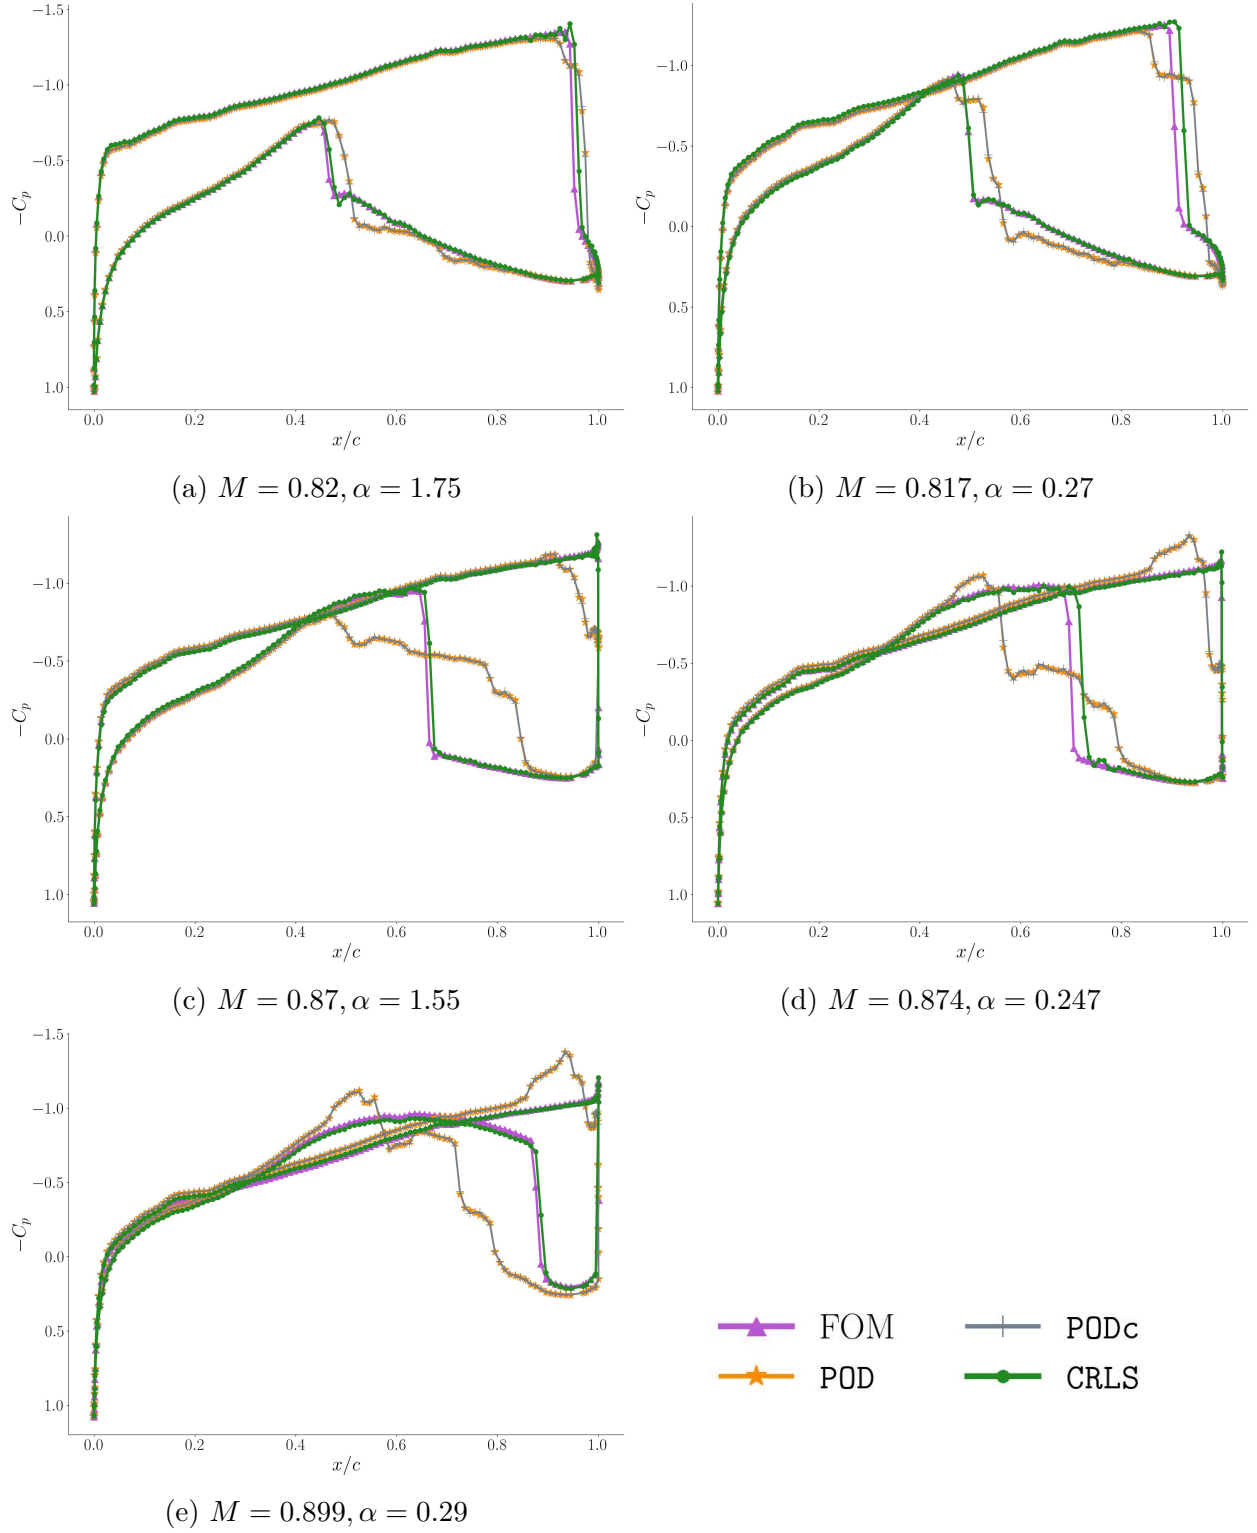 −1.5
−1.0
−0.5
0.0
0.5
1.0
−C_p
0.0 0.2 0.4 0.6 0.8 1.0
x/c
(a) M = 0.82, α = 1.75
−1.0
−0.5
0.0
0.5
1.0
−C_p
0.0 0.2 0.4 0.6 0.8 1.0
x/c
(b) M = 0.817, α = 0.27
−1.0
−0.5
0.0
0.5
1.0
−C_p
0.0 0.2 0.4 0.6 0.8 1.0
x/c
(c) M = 0.87, α = 1.55
−1.0
−0.5
0.0
0.5
1.0
−C_p
0.0 0.2 0.4 0.6 0.8 1.0
x/c
(d) M = 0.874, α = 0.247
−1.5
−1.0
−0.5
0.0
0.5
1.0
−C_p
0.0 0.2 0.4 0.6 0.8 1.0
x/c
(e) M = 0.899, α = 0.29
FOM PODc
POD CRLS